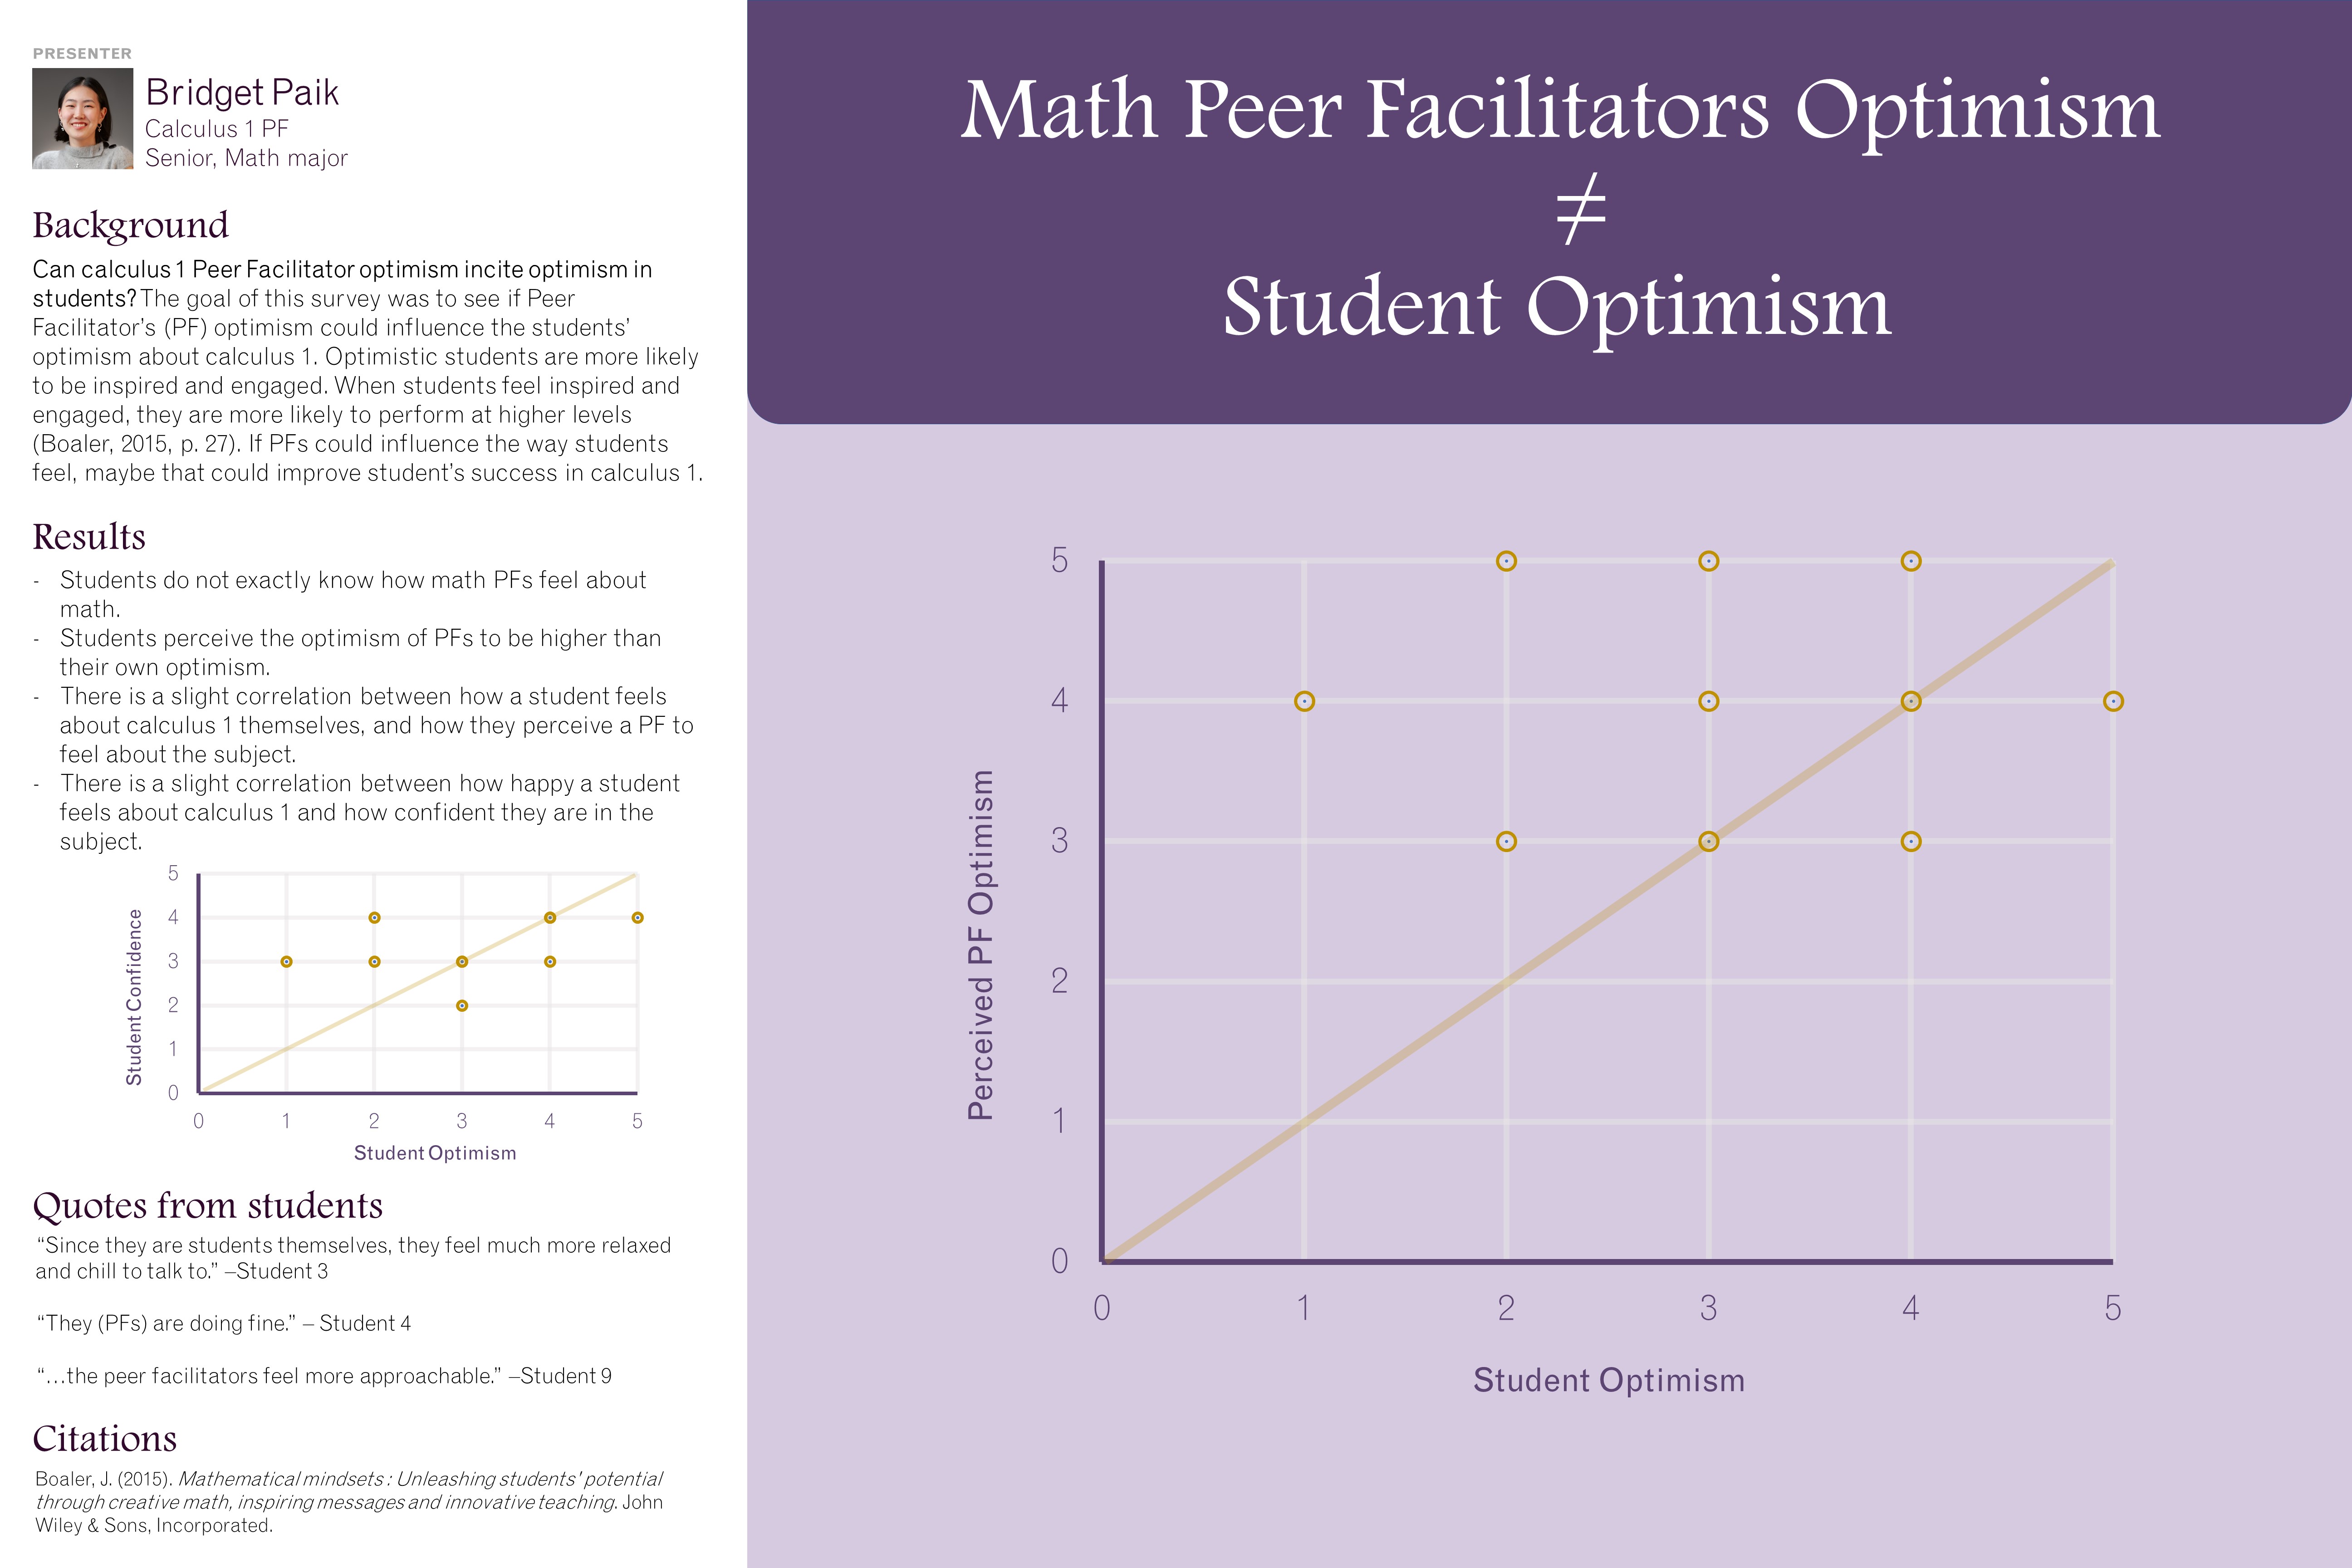 PRESENTER
Bridget Paik
Calculus 1 PF
Senior, Math major
Background
Can calculus 1 Peer Facilitator optimism incite optimism in
students? The goal of this survey was to see if Peer
Facilitator’s (PF) optimism could influence the students’
optimism about calculus 1. Optimistic students are more likely
to be inspired and engaged. When students feel inspired and
engaged, they are more likely to perform at higher levels
(Boaler, 2015, p. 27). If PFs could influence the way students
feel, maybe that could improve student’s success in calculus 1.
Results
- Students do not exactly know how math PFs feel about
math.
- Students perceive the optimism of PFs to be higher than
their own optimism.
- There is a slight correlation between how a student feels
about calculus 1 themselves, and how they perceive a PF to
feel about the subject.
- There is a slight correlation between how happy a student
feels about calculus 1 and how confident they are in the
subject.
Student Confidence
5
4
3
2
1
0
0 1 2 3 4 5
Student Optimism
Quotes from students
“Since they are students themselves, they feel much more relaxed
and chill to talk to.” –Student 3
“They (PFs) are doing fine.” – Student 4
“…the peer facilitators feel more approachable.” –Student 9
Citations
Boaler, J. (2015). Mathematical mindsets : Unleashing students' potential
through creative math, inspiring messages and innovative teaching. John
Wiley & Sons, Incorporated.
Math Peer Facilitators Optimism
≠
Student Optimism
Perceived PF Optimism
5
4
3
2
1
0
0 1 2 3 4 5
Student Optimism